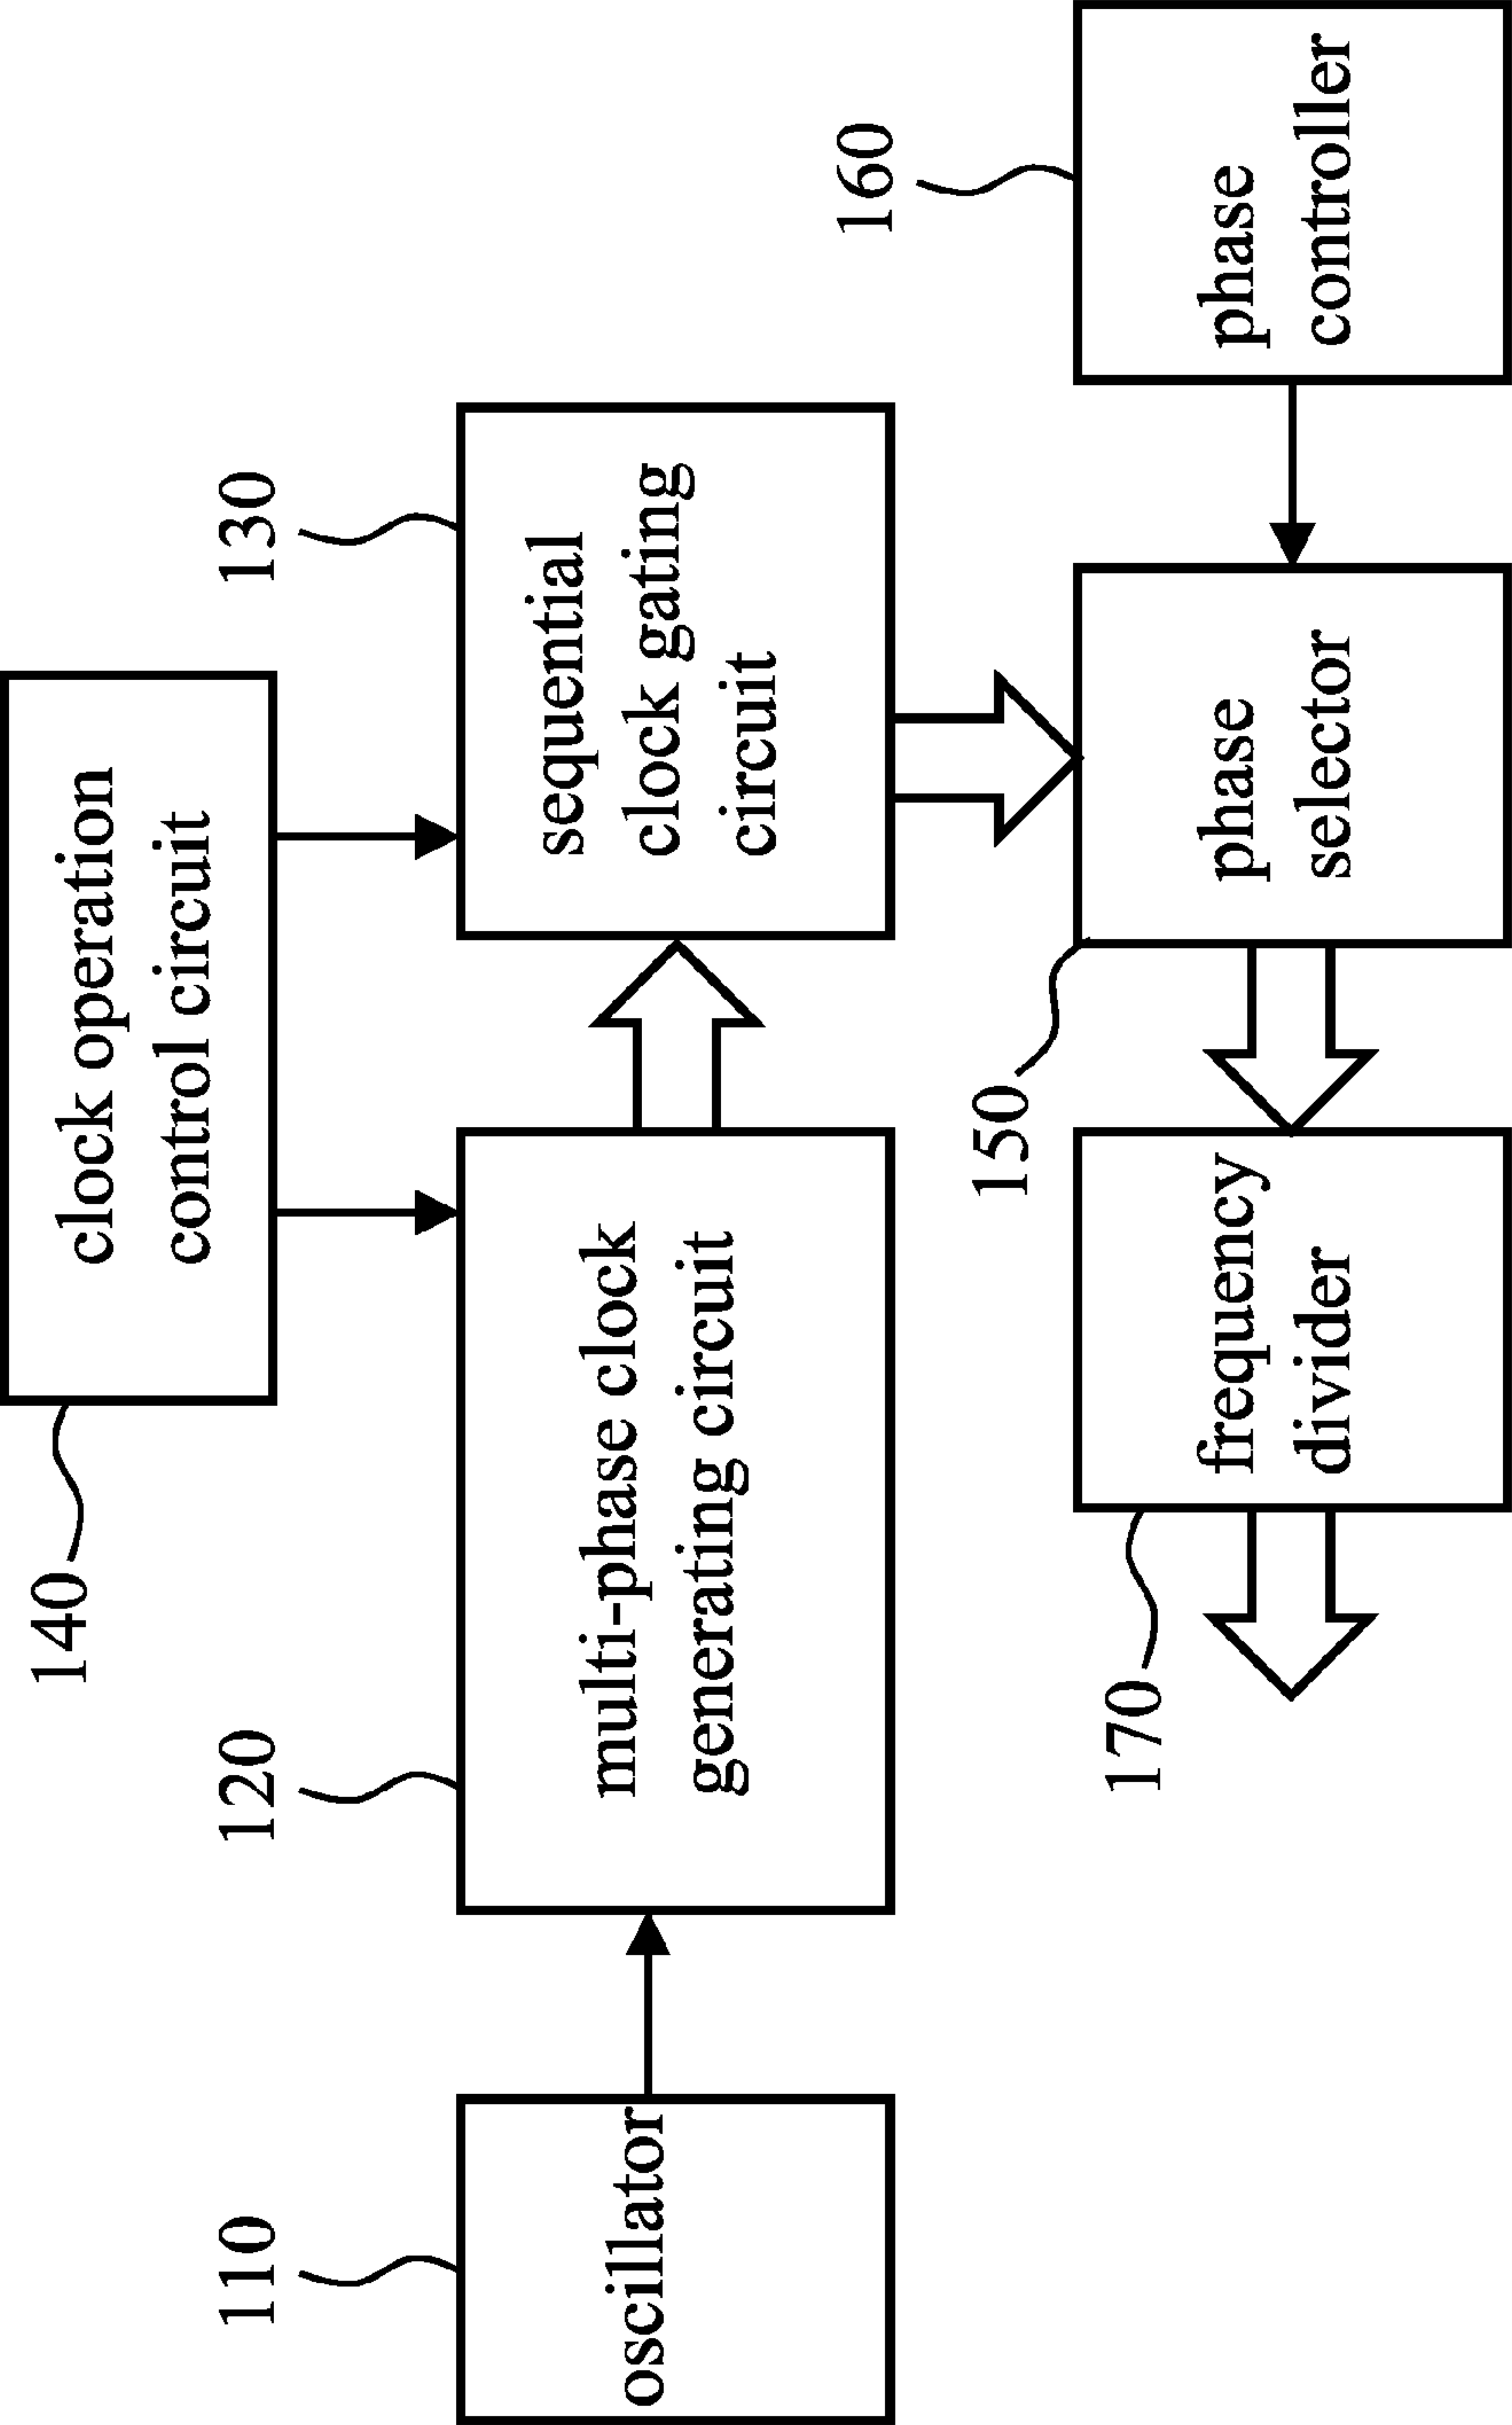 140
clock operation
control circuit
110
120
130
oscillator
multi-phase clock
generating circuit
sequential
clock gating
circuit
160
170
150
frequency
divider
phase
selector
phase
controller